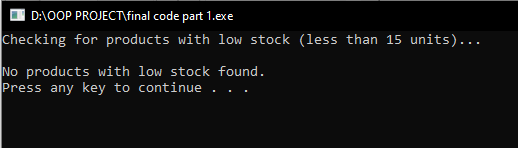 D:\OOP PROJECT\final code part 1.exe
Checking for products with low stock (less than 15 units)...
No products with low stock found.
Press any key to continue . . .